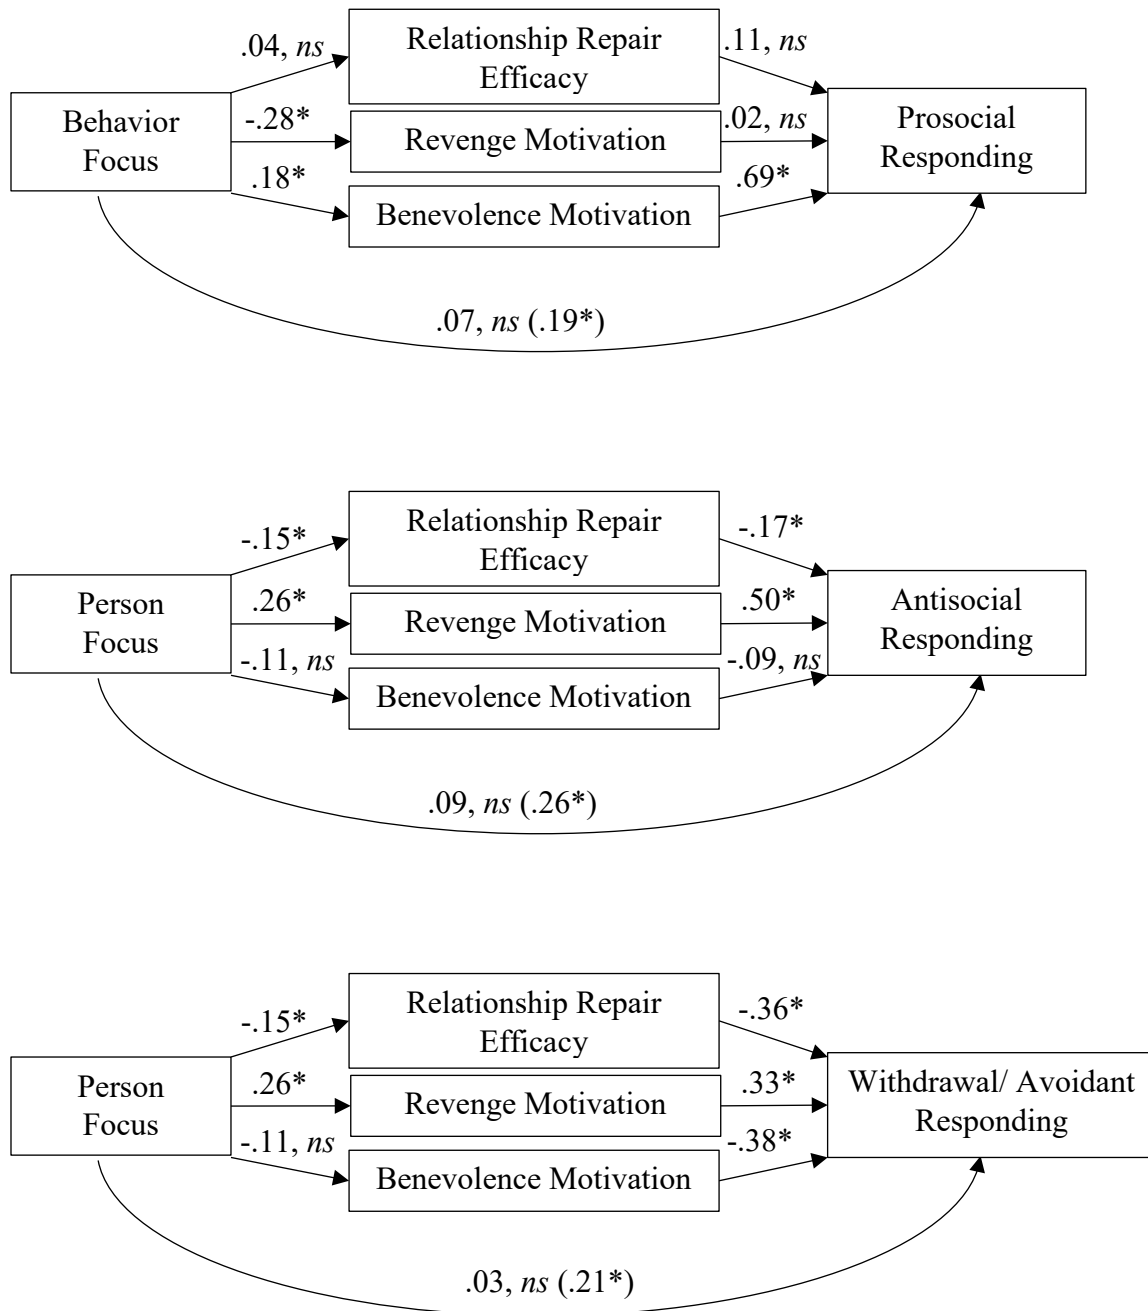 .04, ns
Relationship Repair
Efficacy
.11, ns
Behavior
Focus
-.28*
Revenge Motivation
.02, ns
Prosocial
Responding
.18*
Benevolence Motivation
.69*
.07, ns (.19*)
-.15*
Relationship Repair
Efficacy
-.17*
Person
Focus
.26*
Revenge Motivation
.50*
Antisocial
Responding
-.11, ns
Benevolence Motivation
-.09, ns
.09, ns (.26*)
-.15*
Relationship Repair
Efficacy
-.36*
Person
Focus
.26*
Revenge Motivation
.33*
Withdrawal/ Avoidant
Responding
-.11, ns
Benevolence Motivation
-.38*
.03, ns (.21*)